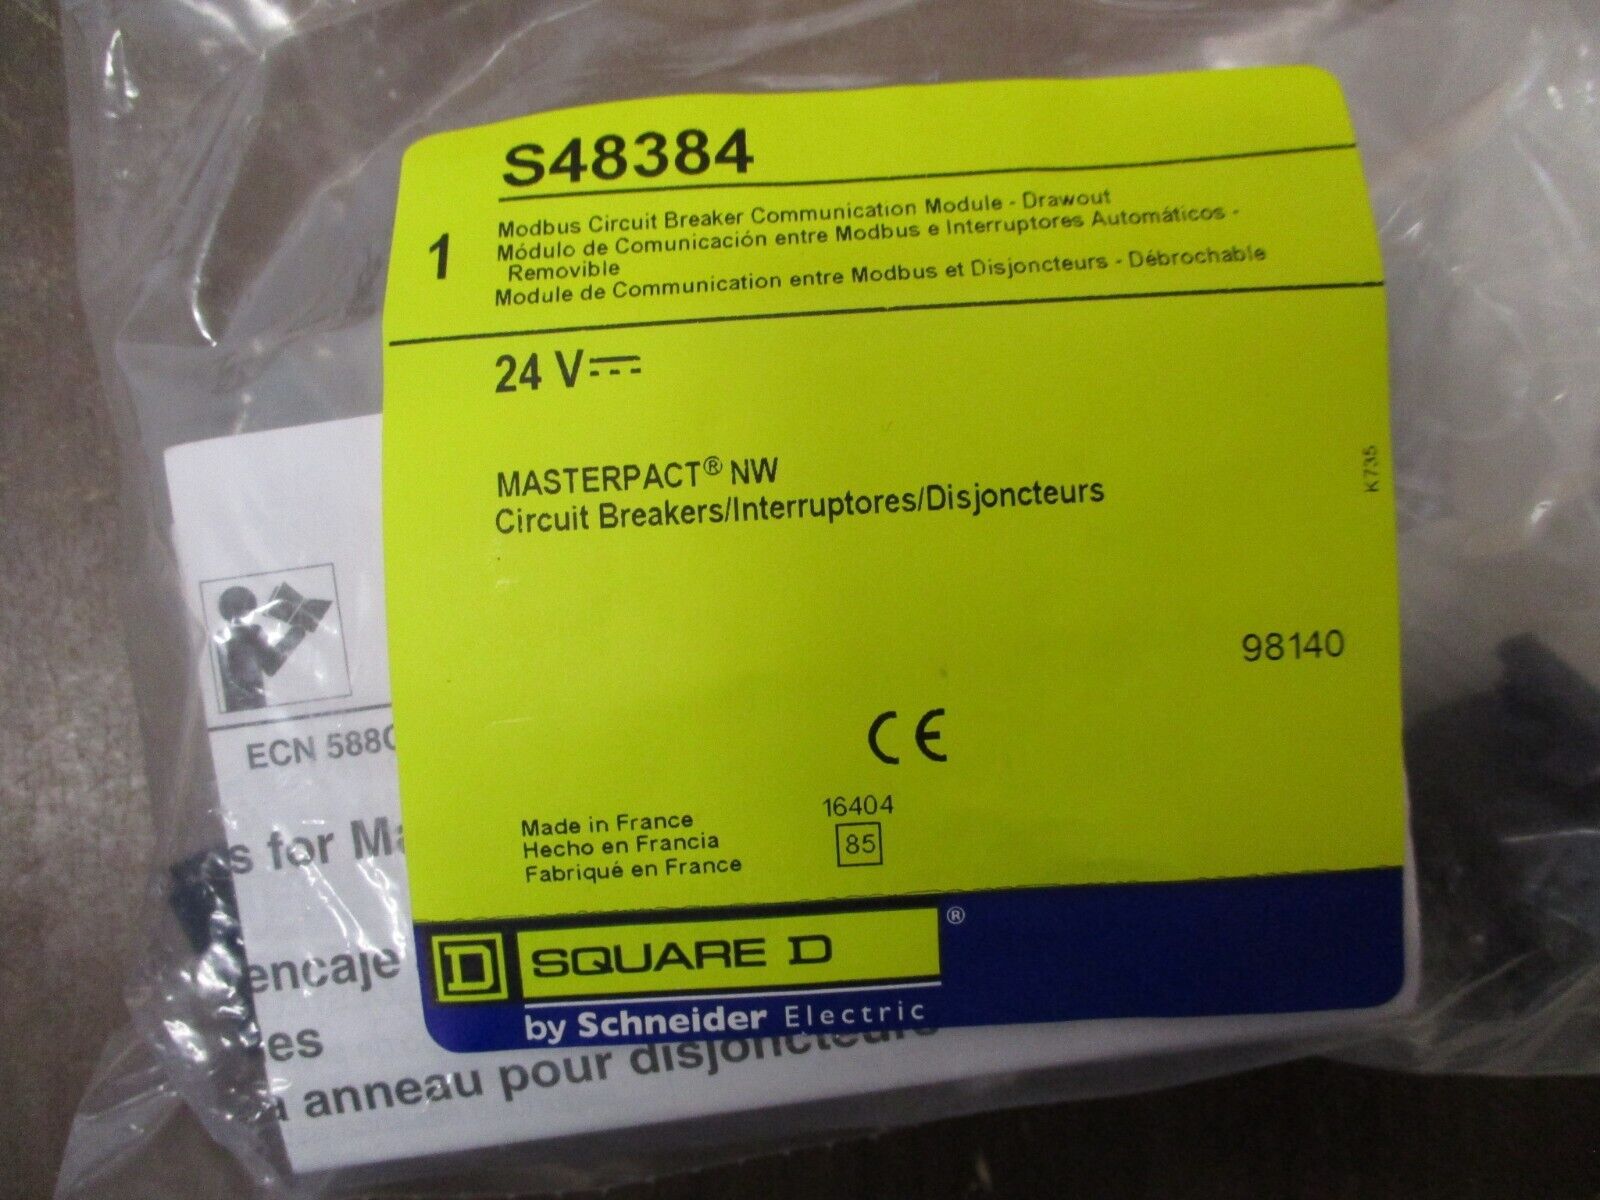 S48384
1
Modbus Circuit Breaker Communication Module - Drawout
Módulo de Comunicación entre Modbus e Interruptores Automáticos -
Removible
Module de Communication entre Modbus et Disjoncteurs - Débrochable
24 V
MASTERPACT® NW
Circuit Breakers/Interruptores/Disjoncteurs
K735
98140
CE
16404
85
Made in France
Hecho en Francia
Fabriqué en France
D SQUARE D ®
by Schneider Electric
ECN 588
s for Ma
encaje
es
a anneau pour disjoncteurs